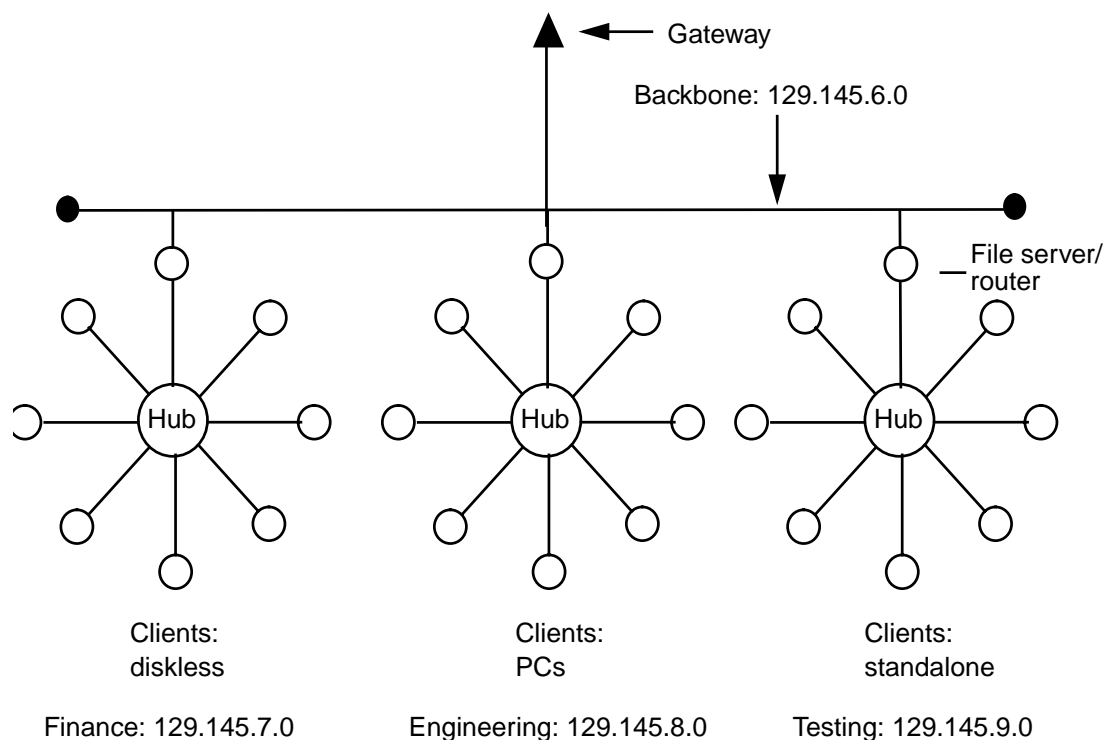 Gateway
Backbone: 129.145.6.0
File server/
router
Hub
Hub
Hub
Clients:
diskless
Clients:
PCs
Clients:
standalone
Finance: 129.145.7.0
Engineering: 129.145.8.0
Testing: 129.145.9.0